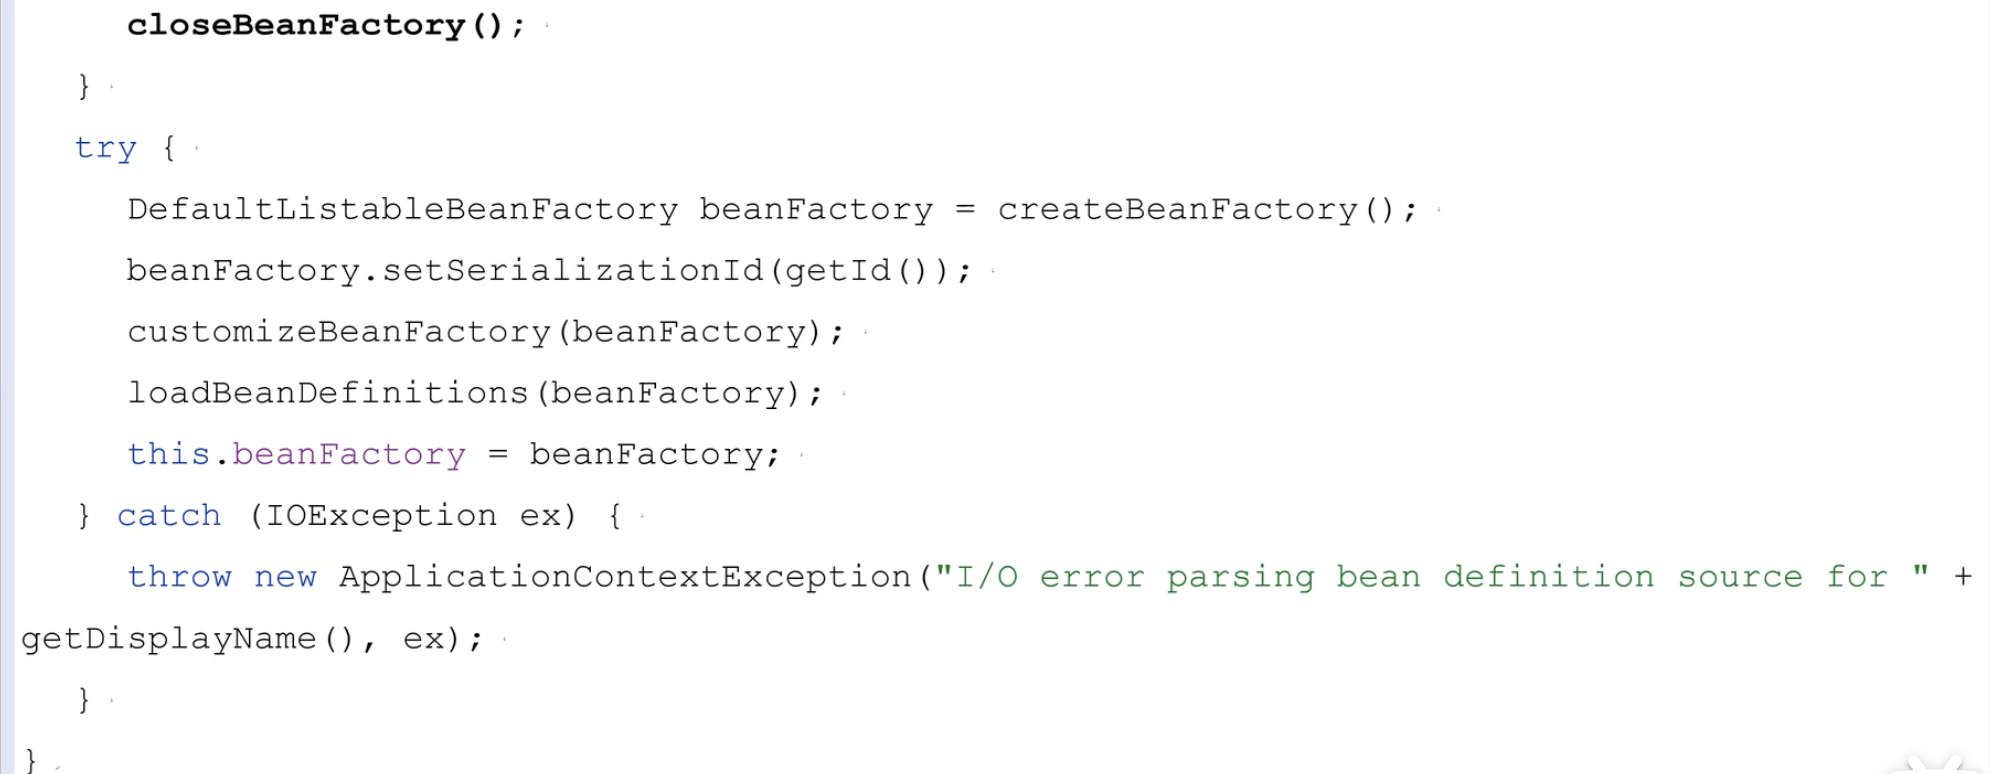 closeBeanFactory();
}
try {
DefaultListableBeanFactory beanFactory = createBeanFactory();
beanFactory.setSerializationId(getId());
customizeBeanFactory(beanFactory);
loadBeanDefinitions(beanFactory);
this.beanFactory = beanFactory;
} catch (IOException ex) {
throw new ApplicationContextException("I/O error parsing bean definition source for " +
getDisplayName(), ex);
}
}